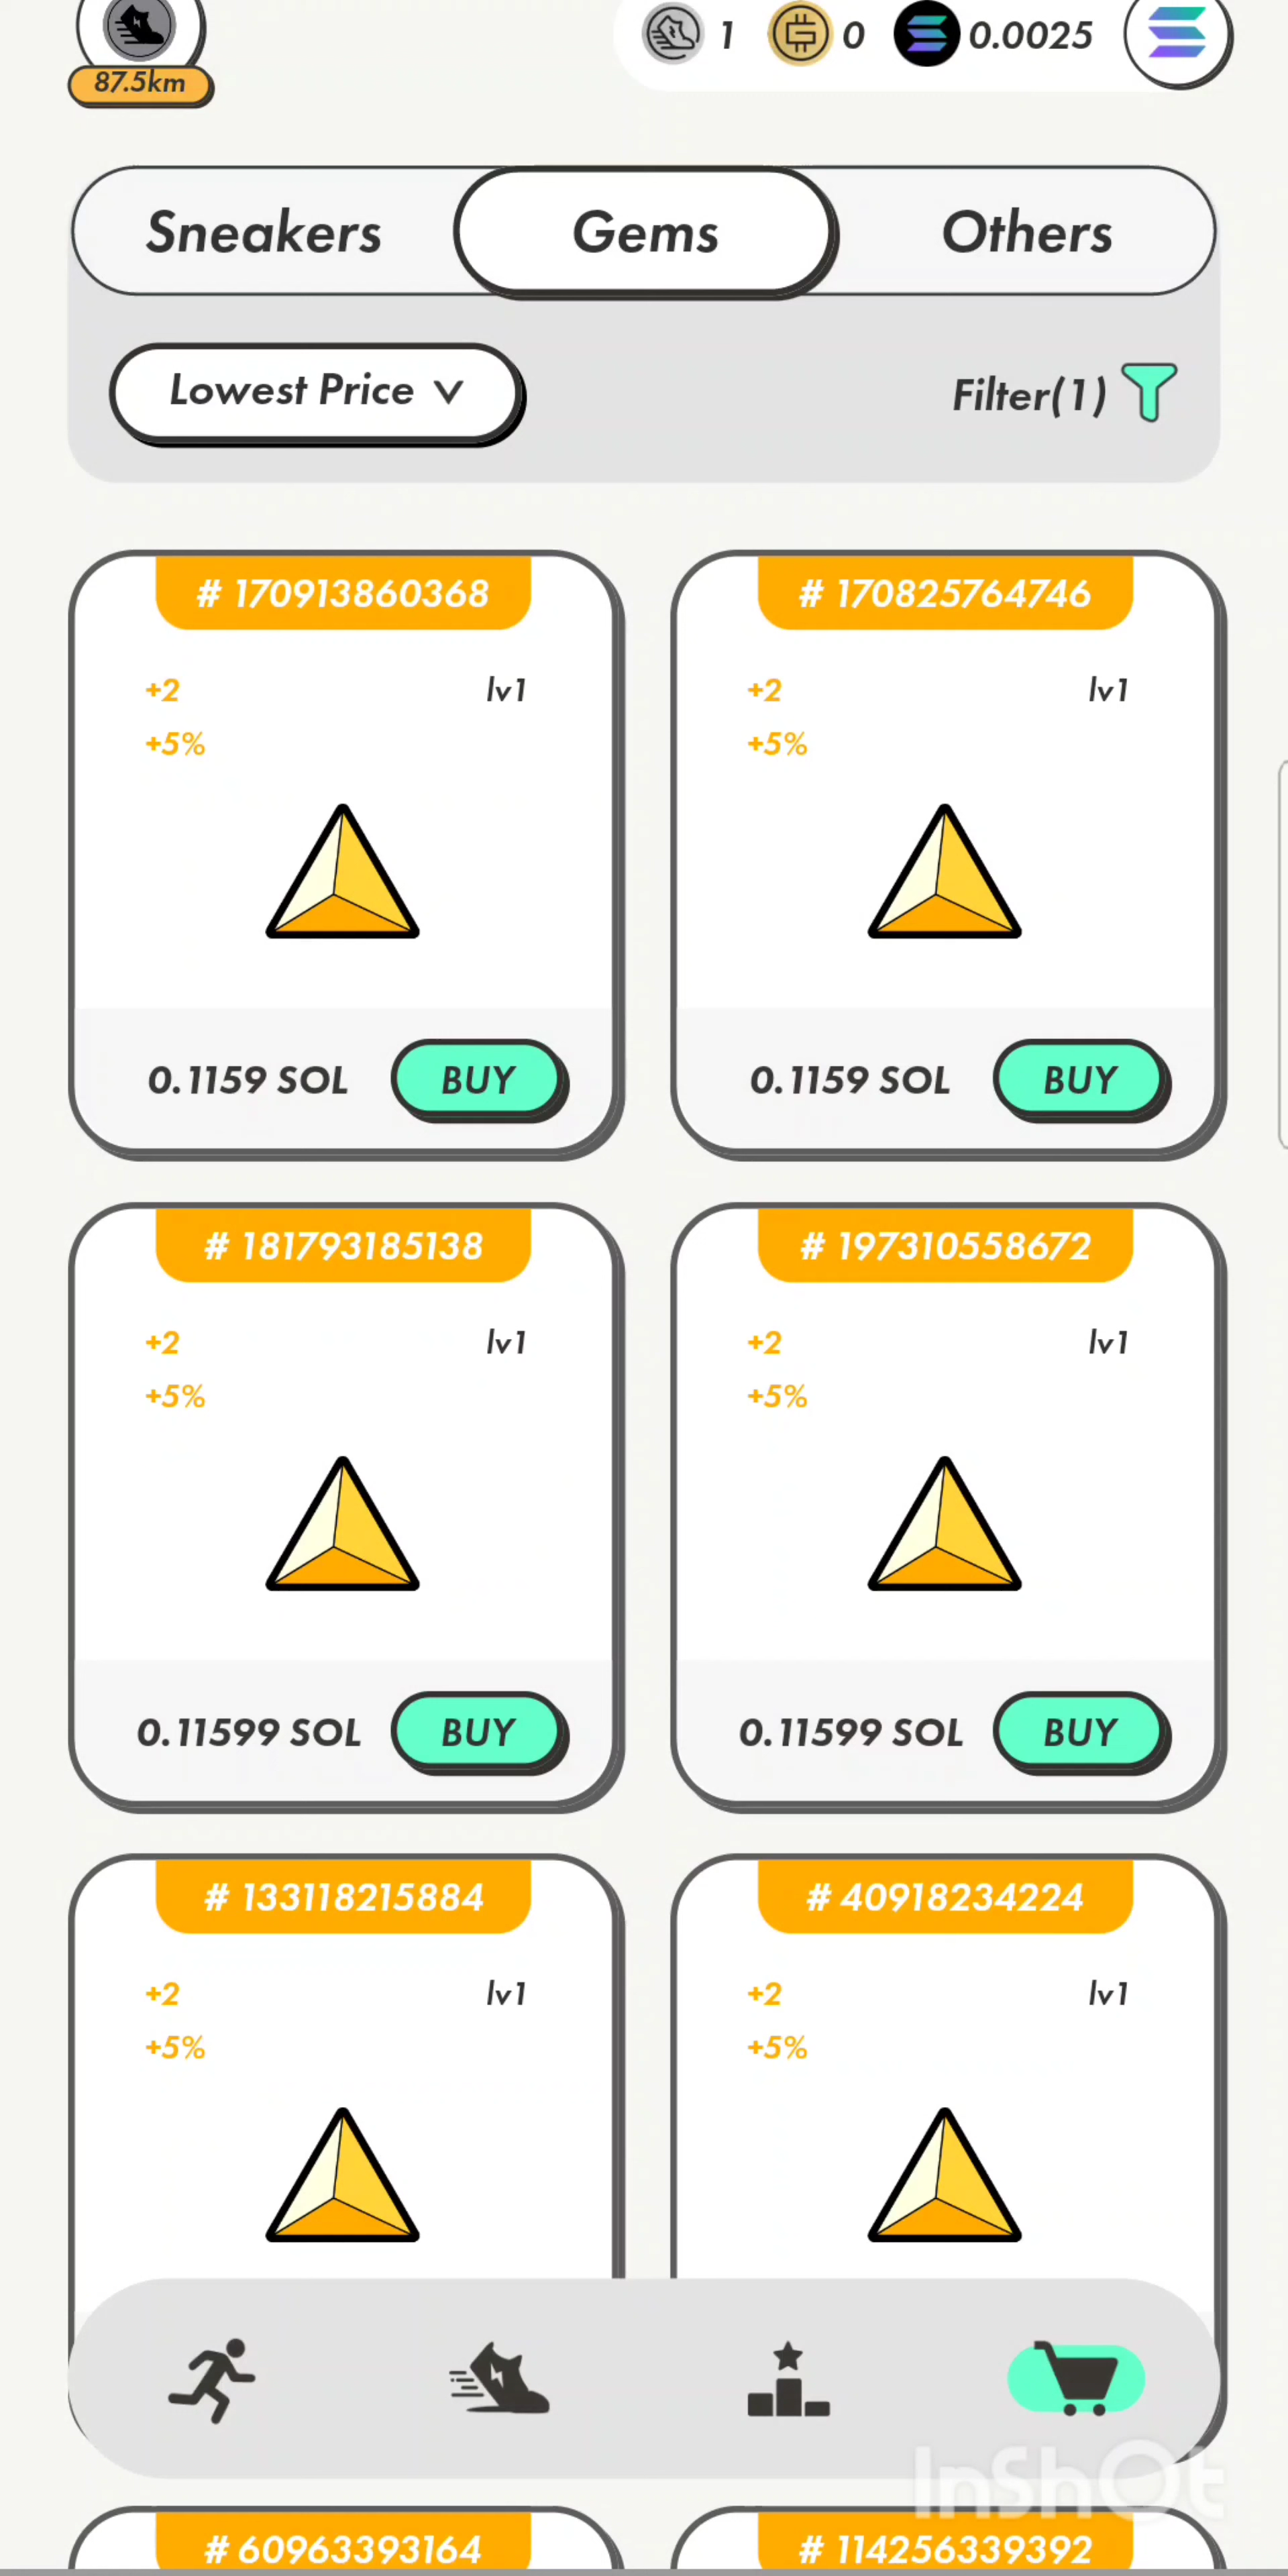 1 0 0.0025
87.5km
Sneakers Gems Others
Lowest Price Filter(1)
# 170913860368 # 170825764746
+2 lv1 +2 lv1
+5% +5%
0.1159 SOL BUY 0.1159 SOL BUY
# 181793185138 # 197310558672
+2 lv1 +2 lv1
+5% +5%
0.11599 SOL BUY 0.11599 SOL BUY
# 133118215884 # 40918234224
+2 lv1 +2 lv1
+5% +5%
InShOt
# 60963393164 # 114256339392